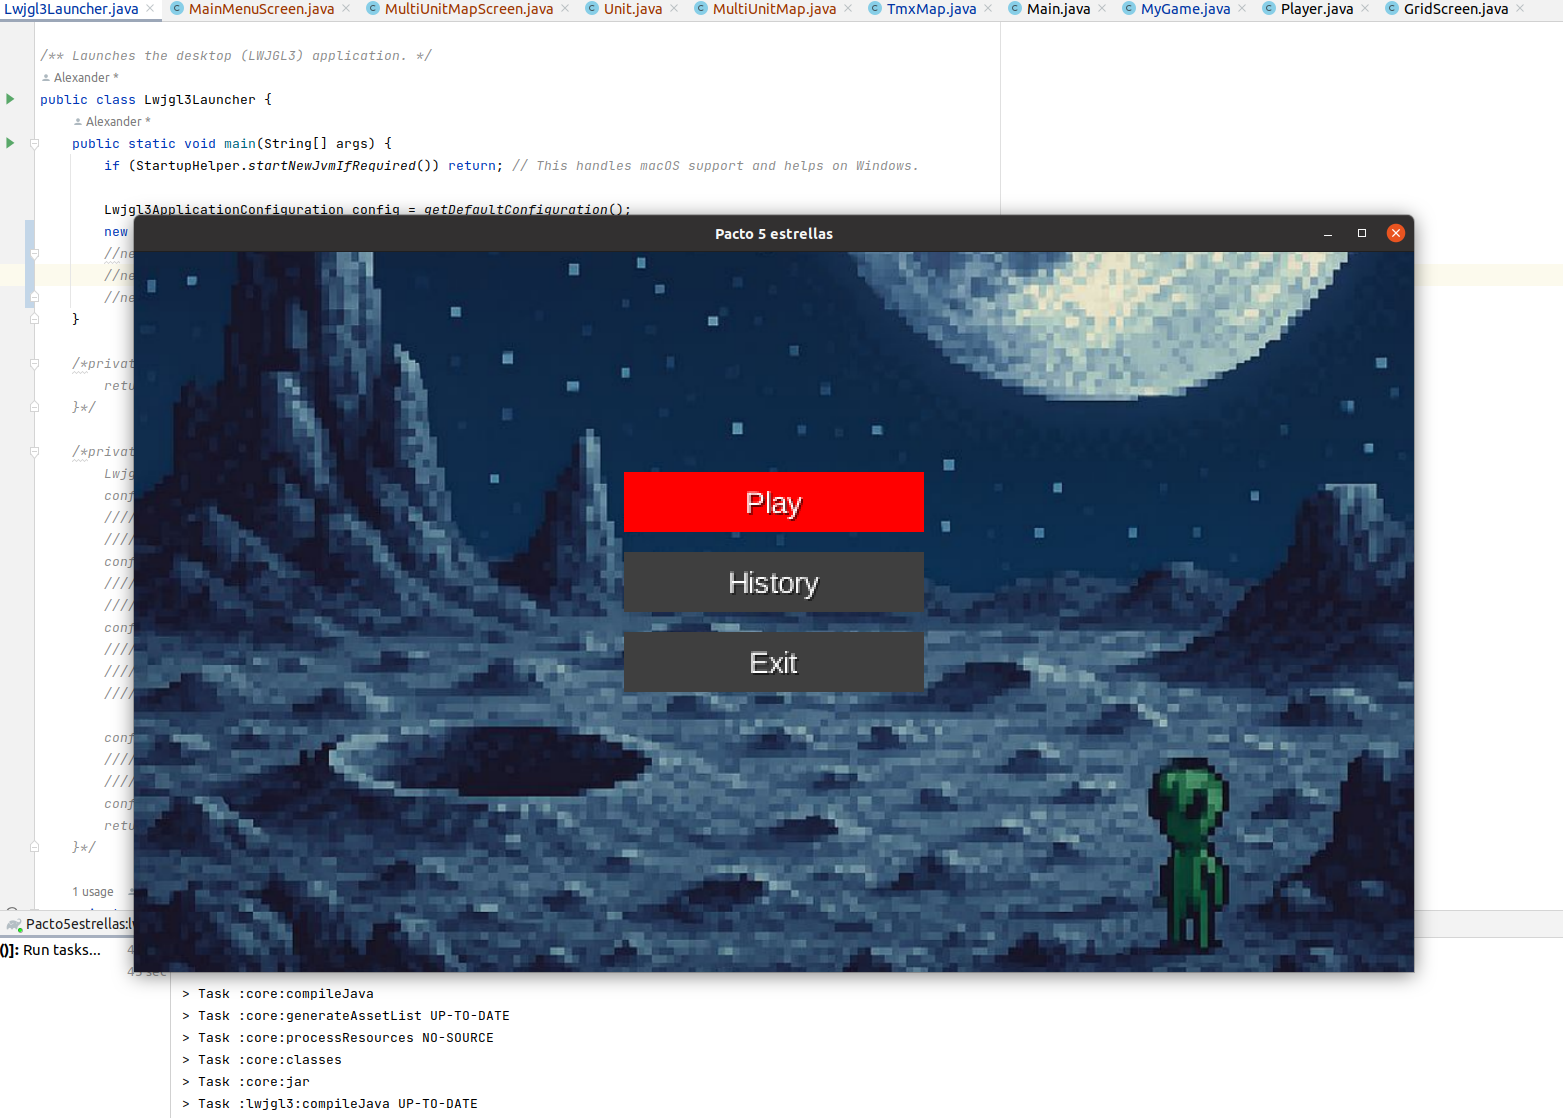 Lwjgl3Launcher.java MainMenuScreen.java MultiUnitMapScreen.java Unit.java MultiUnitMap.java TmxMap.java Main.java MyGame.java Player.java GridScreen.java
/** Launches the desktop (LWJGL3) application. */
Alexander *
public class Lwjgl3Launcher {
Alexander *
public static void main(String[] args) {
if (StartupHelper.startNewJvmIfRequired()) return; // This handles macOS support and helps on Windows.
Lwjgl3ApplicationConfiguration config = getDefaultConfiguration();
new
//ne
//ne
//ne
}
/*privat
retu
}*/
/*privat
Lwjg
conf
////
////
conf
////
////
conf
////
////
////
conf
////
////
conf
retu
}*/
1 usage
Pacto 5 estrellas
Play
History
Exit
Pacto5estrellas:lw
()]: Run tasks...
> Task :core:compileJava
> Task :core:generateAssetList UP-TO-DATE
> Task :core:processResources NO-SOURCE
> Task :core:classes
> Task :core:jar
> Task :lwjgl3:compileJava UP-TO-DATE